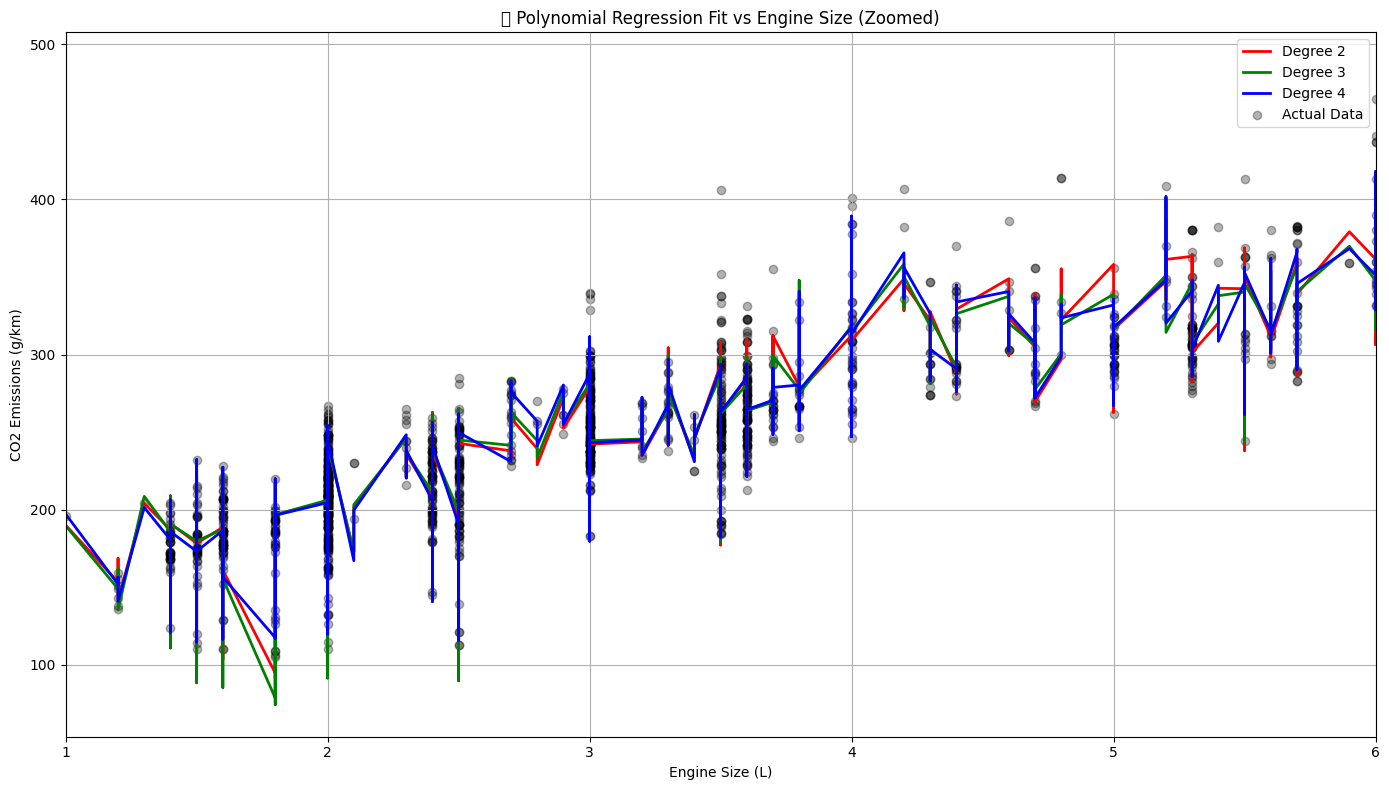 Polynomial Regression Fit vs Engine Size (Zoomed)
Degree 2
Degree 3
Degree 4
Actual Data
CO2 Emissions (g/km)
500
400
300
200
100
1 2 3 4 5 6
Engine Size (L)